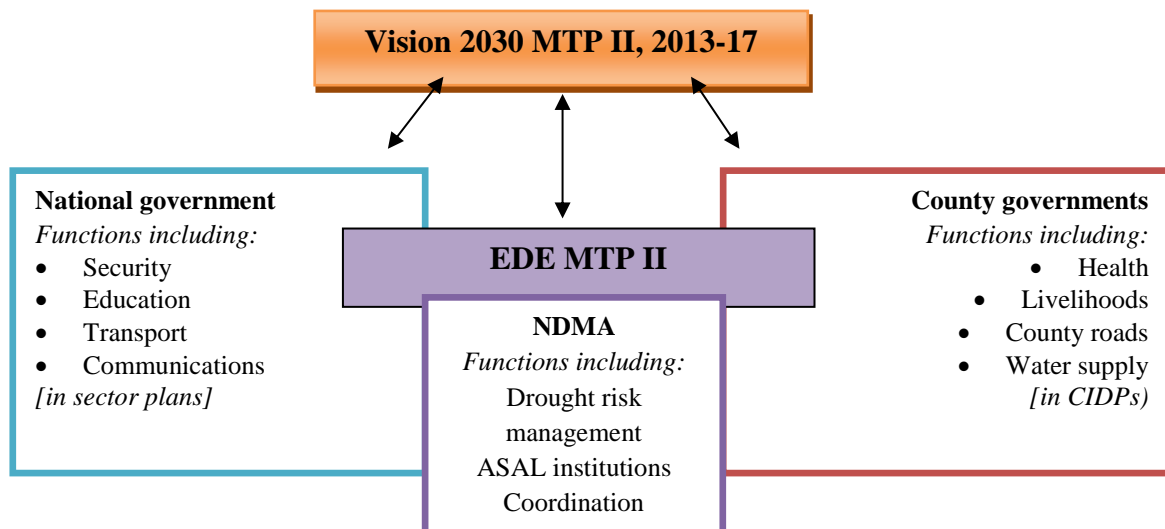 Vision 2030 MTP II, 2013-17
National government
Functions including:
• Security
• Education
• Transport
• Communications
[in sector plans]
EDE MTP II
NDMA
Functions including:
Drought risk
management
ASAL institutions
Coordination
County governments
Functions including:
• Health
• Livelihoods
• County roads
• Water supply
[in CIDPs)